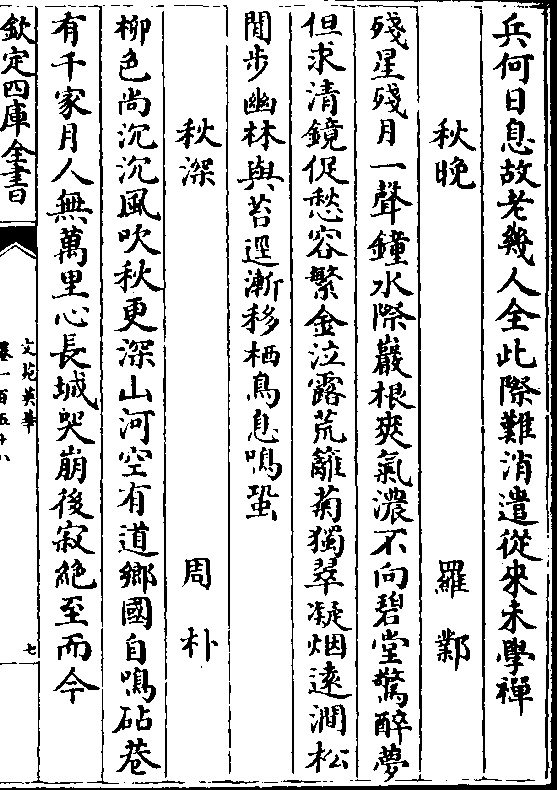 兵何日息故老幾人全此際難消遣從來未學禪
秋晚　羅鄴
殘星殘月一聲鐘水際巖根爽氣濃不向碧堂驚醉夢
但求清鏡促愁容繁金泣露荒籬菊獨翠凝烟遠澗松
閒步幽林與苔逕漸移栖鳥息鳴蛩
秋深　周朴
柳色尚沉沉風吹秋更深山河空有道鄉國自鳴砧巷
有千家月人無萬里心長城哭崩後寂絶至而今
欽定四庫全書
文苑英華
卷一百五十八
七